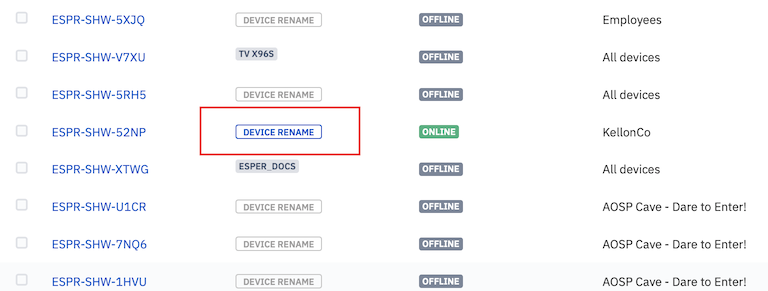 ESPR-SHW-5XJQ DEVICE RENAME OFFLINE Employees
ESPR-SHW-V7XU TV X96S OFFLINE All devices
ESPR-SHW-5RH5 DEVICE RENAME OFFLINE All devices
ESPR-SHW-52NP DEVICE RENAME ONLINE KellonCo
ESPR-SHW-XTWG ESPER_DOCS OFFLINE All devices
ESPR-SHW-U1CR DEVICE RENAME OFFLINE AOSP Cave - Dare to Enter!
ESPR-SHW-7NQ6 DEVICE RENAME OFFLINE AOSP Cave - Dare to Enter!
ESPR-SHW-1HVU DEVICE RENAME OFFLINE AOSP Cave - Dare to Enter!